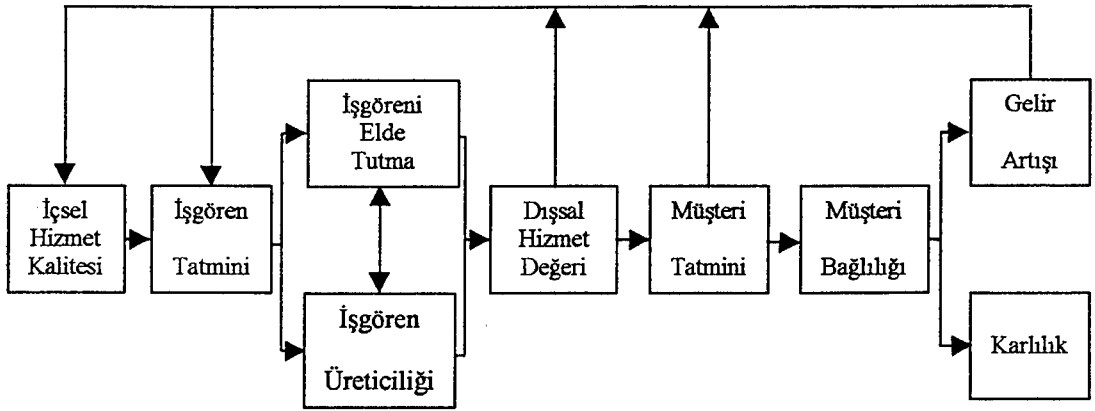 İçsel
Hizmet
Kalitesi
İşgören
Tatmini
İşgöreni
Elde
Tutma
İşgören
Üreticiliği
Dışsal
Hizmet
Değeri
Müşteri
Tatmini
Müşteri
Bağlılığı
Gelir
Artışı
Karlılık